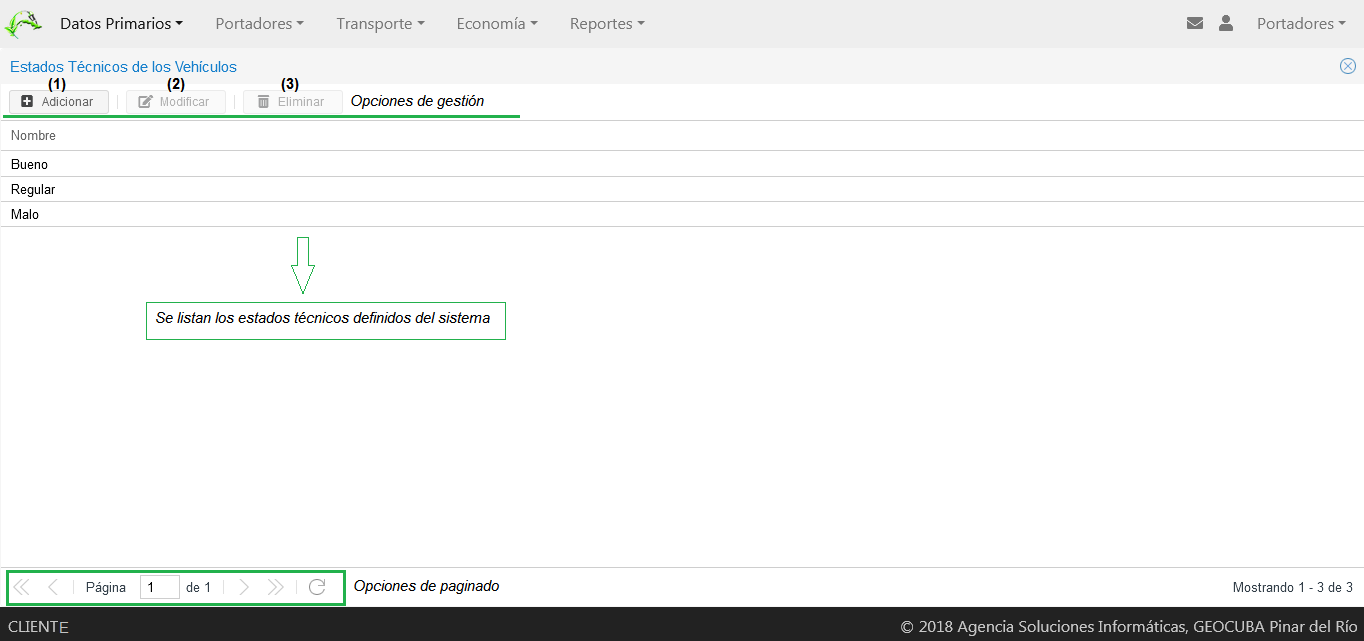 Datos Primarios Portadores Transporte Economía Reportes Portadores
Estados Técnicos de los Vehículos
(1) (2) (3)
Adicionar Modificar Eliminar Opciones de gestión
Nombre
Bueno
Regular
Malo
Se listan los estados técnicos definidos del sistema
Página 1 de 1 Opciones de paginado Mostrando 1 - 3 de 3
CLIENTE © 2018 Agencia Soluciones Informáticas, GEOCUBA Pinar del Río